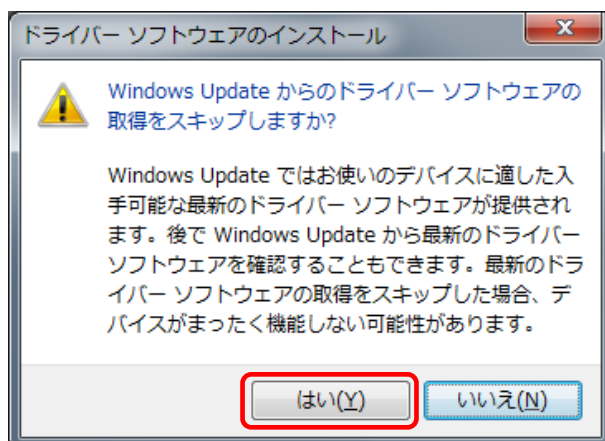 ドライバー ソフトウェアのインストール
Windows Update からのドライバー ソフトウェアの
取得をスキップしますか?
Windows Update ではお使いのデバイスに適した入
手可能な最新のドライバー ソフトウェアが提供され
ます。後で Windows Update から最新のドライバー
ソフトウェアを確認することもできます。最新のドラ
イバー ソフトウェアの取得をスキップした場合、デ
バイスがまったく機能しない可能性があります。
はい(Y) いいえ(N)